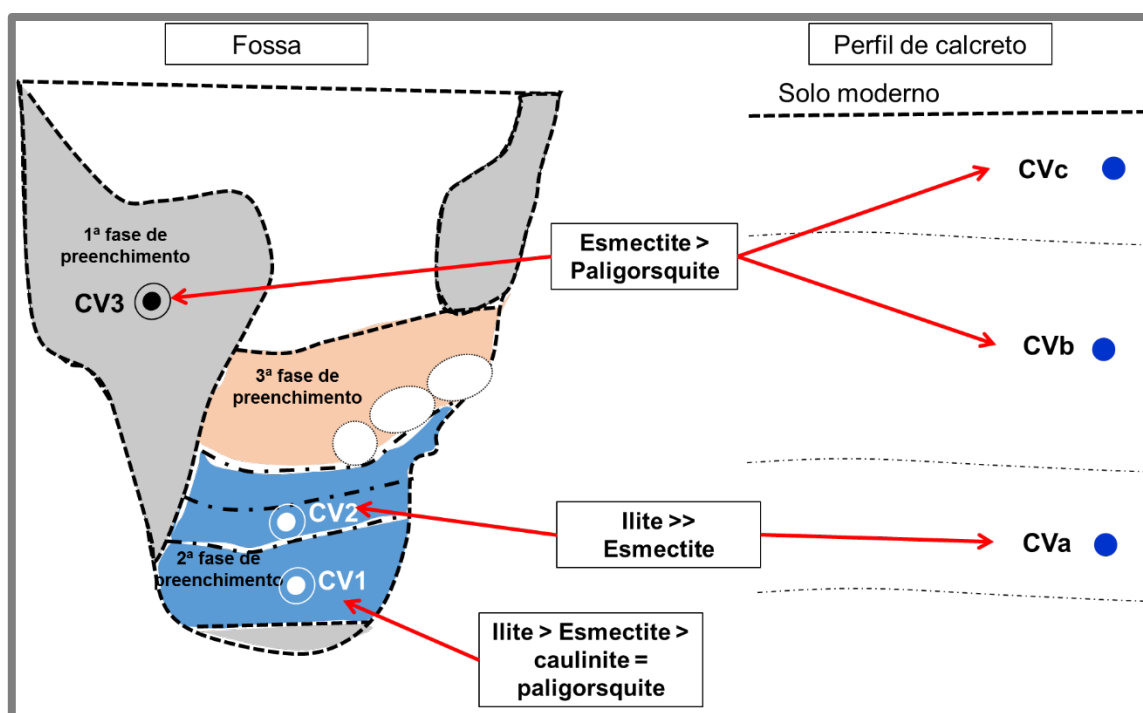 Fossa
Perfil de calcreto
Solo moderno
CVc
1ª fase de
preenchimento
CV3
Esmectite >
Paligorsquite
CVb
3ª fase de
preenchimento
CV2
Ilite >>
Esmectite
CVa
2ª fase de
preenchimento
CV1
Ilite > Esmectite >
caulinite =
paligorsquite